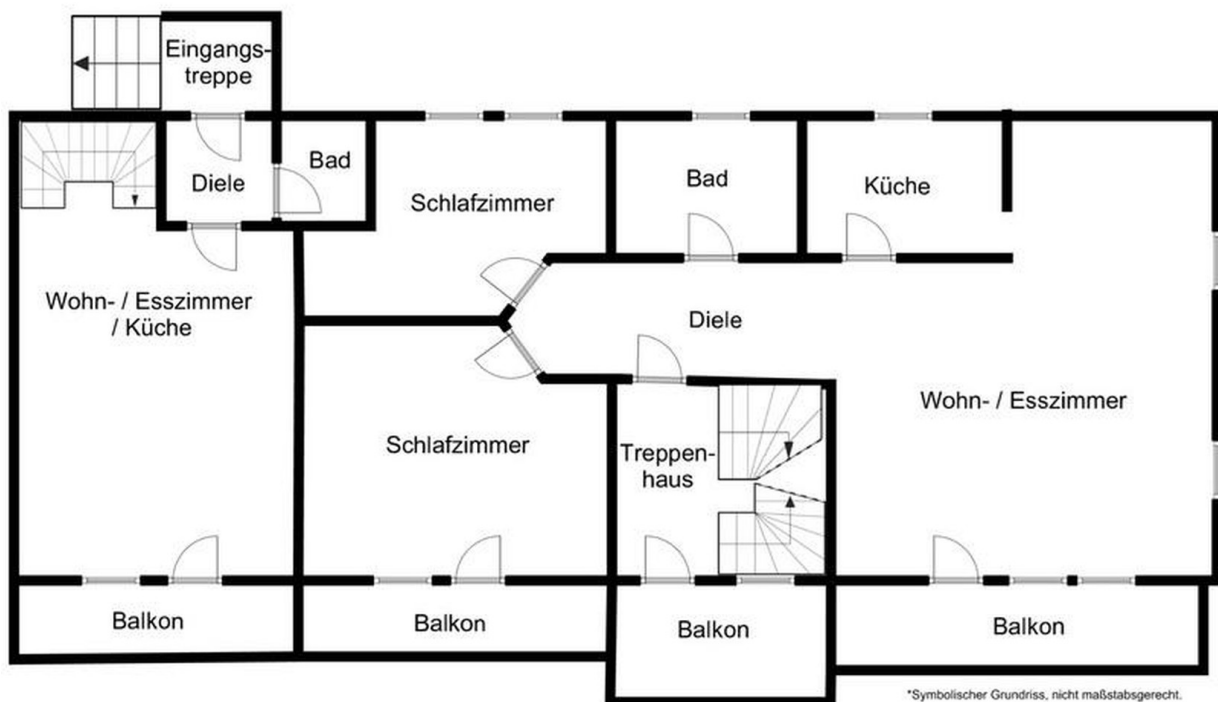 Eingangs-
treppe
Diele
Bad
Schlafzimmer
Bad
Küche
Wohn- / Esszimmer
/ Küche
Diele
Wohn- / Esszimmer
Schlafzimmer
Treppen-
haus
Balkon
Balkon
Balkon
Balkon
*Symbolischer Grundriss, nicht maßstabsgerecht.